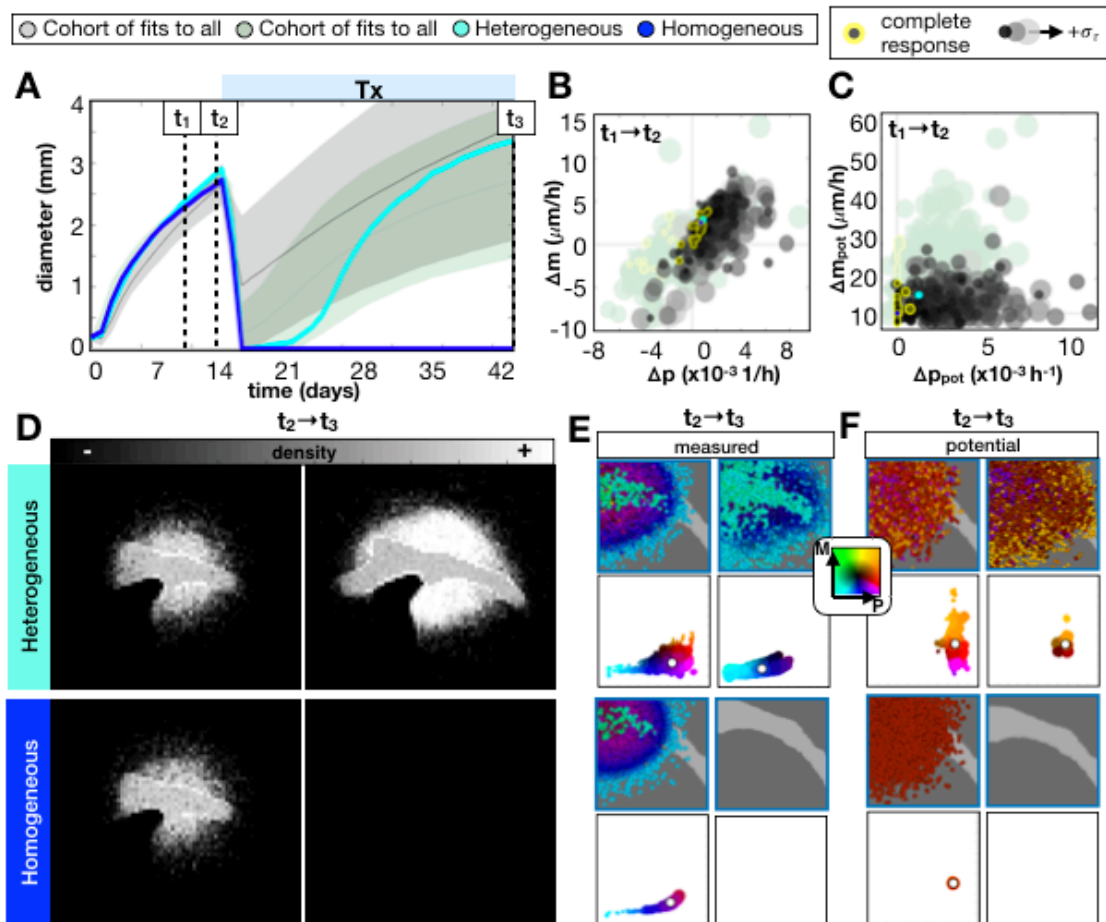 Cohort of fits to all
Cohort of fits to all
Heterogeneous
Homogeneous
complete
response
+στ
A
Tx
t1
t2
t3
4
3
2
1
0
diameter (mm)
0 7 14 21 28 35 42
time (days)
B
t1→t2
15
10
5
0
-5
-10
Δm (μm/h)
-8 -4 0 4 8
Δp (x10-3 1/h)
C
t1→t2
60
50
40
30
20
10
Δmpot (μm/h)
0 5 10
Δppot (x10-3 h-1)
D
t2→t3
- density +
Heterogeneous
Homogeneous
E
t2→t3
measured
M
P
F
t2→t3
potential